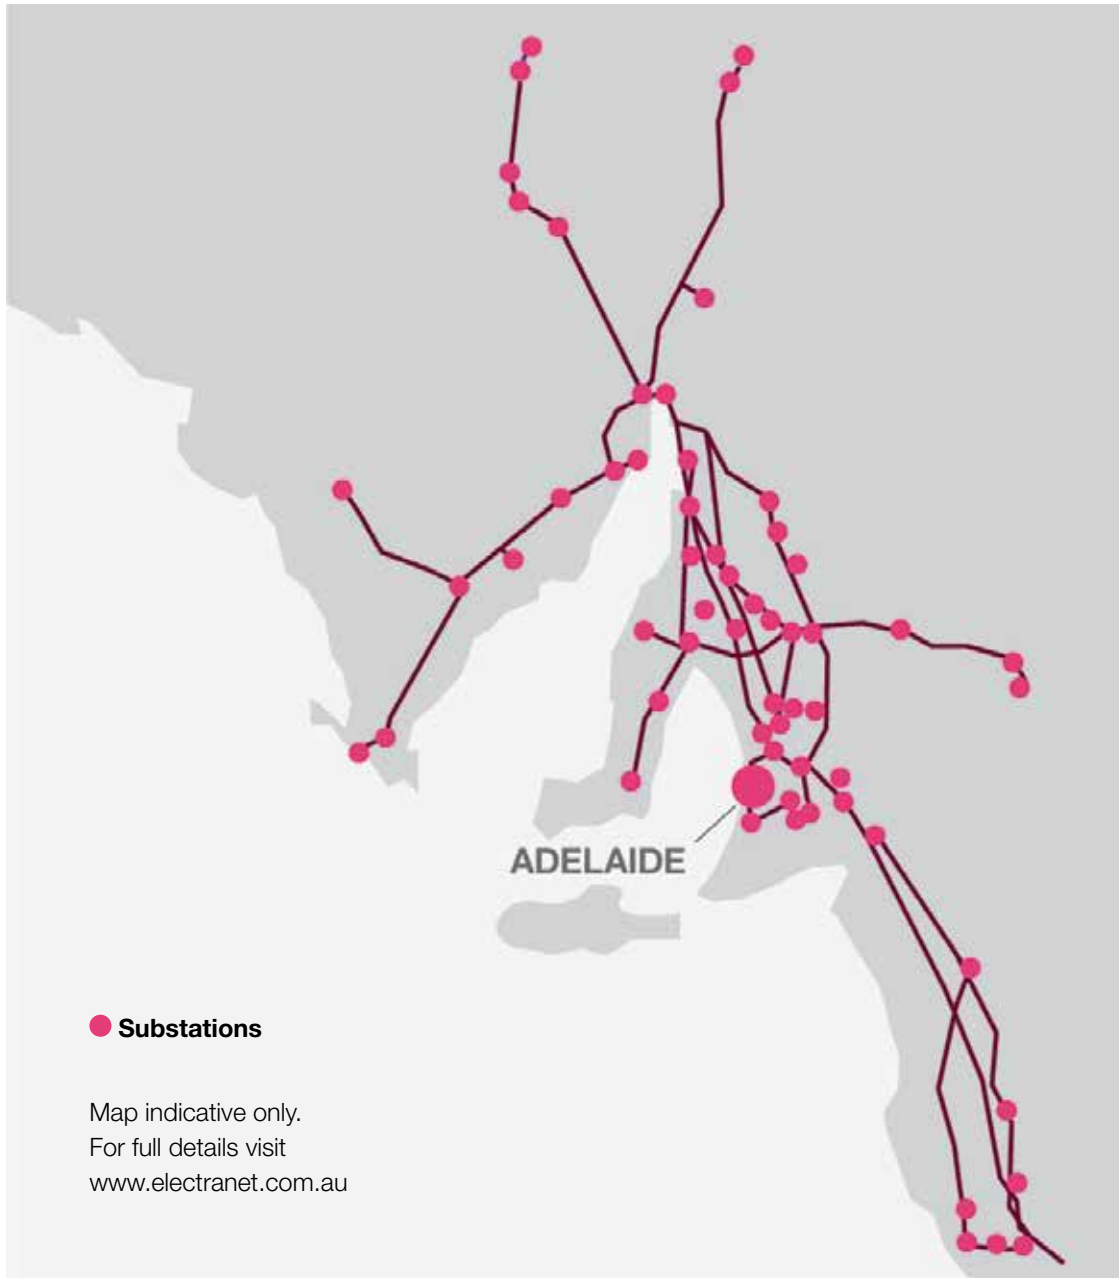 ADELAIDE
Substations
Map indicative only.
For full details visit
www.electranet.com.au